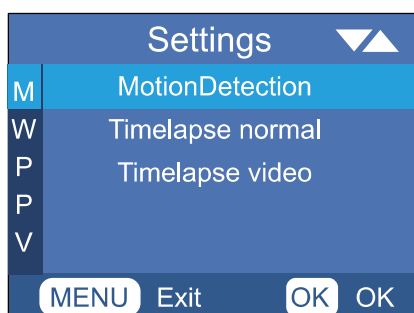 Settings
M MotionDetection
W Timelapse normal
P Timelapse video
P
V
MENU Exit OK OK